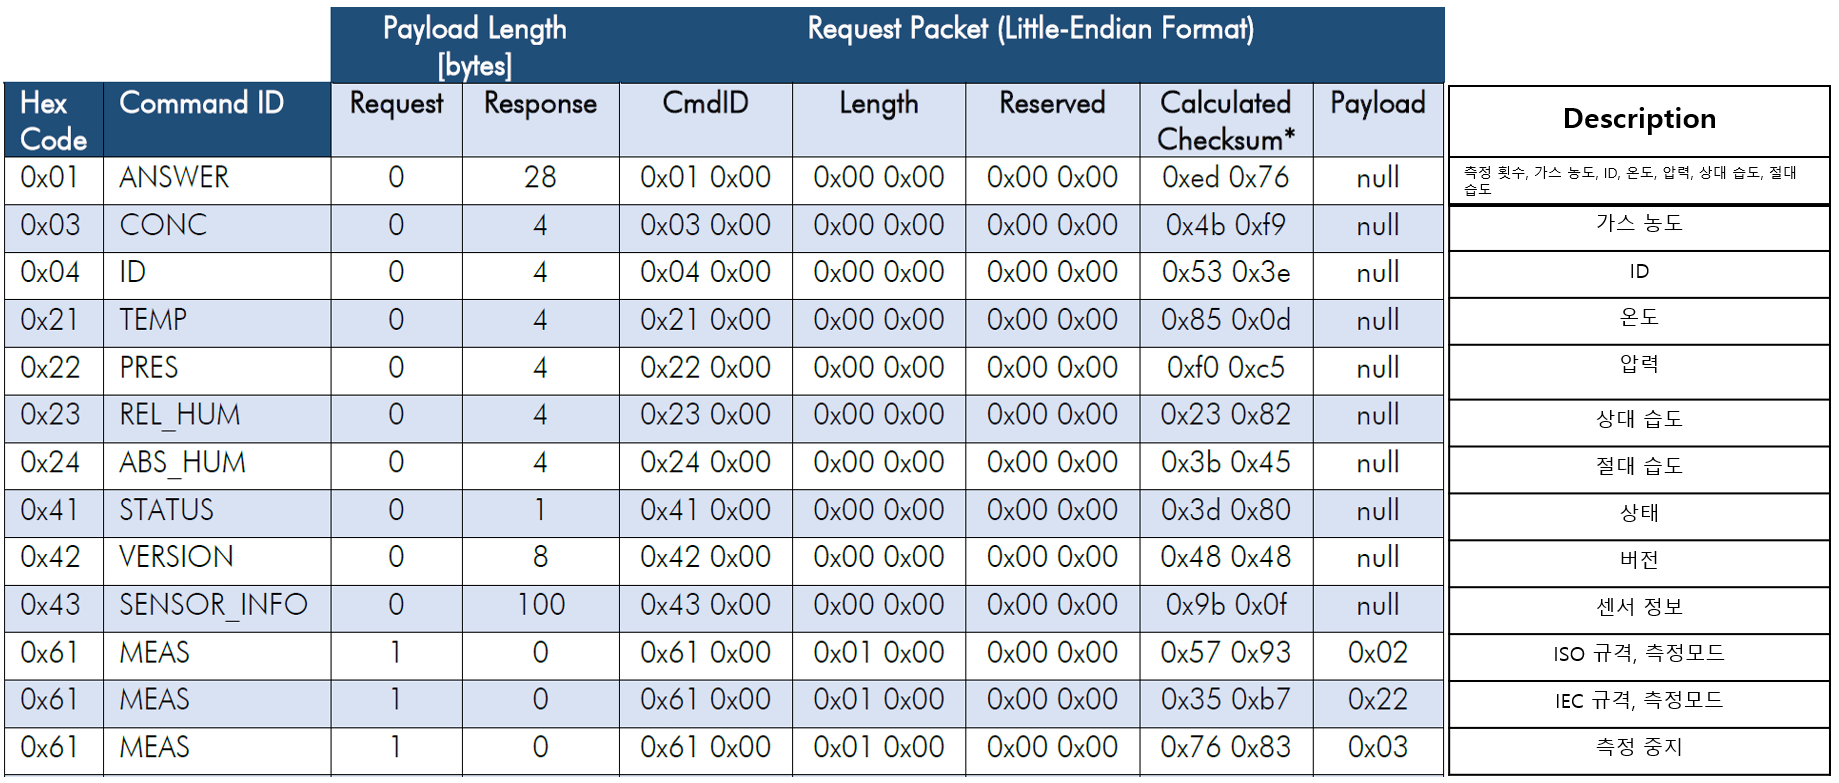 Payload Length Request Packet (Little-Endian Format)
[bytes]
Hex Command ID Request Response CmdID Length Reserved Calculated Payload Description
Code Checksum*
0x01 ANSWER 0 28 0x01 0x00 0x00 0x00 0x00 0x00 0xed 0x76 null 측정 횟수, 가스 농도, ID, 온도, 압력, 상대 습도, 절대
습도
0x03 CONC 0 4 0x03 0x00 0x00 0x00 0x00 0x00 0x4b 0xf9 null 가스 농도
0x04 ID 0 4 0x04 0x00 0x00 0x00 0x00 0x00 0x53 0x3e null ID
0x21 TEMP 0 4 0x21 0x00 0x00 0x00 0x00 0x00 0x85 0x0d null 온도
0x22 PRES 0 4 0x22 0x00 0x00 0x00 0x00 0x00 0xf0 0xc5 null 압력
0x23 REL_HUM 0 4 0x23 0x00 0x00 0x00 0x00 0x00 0x23 0x82 null 상대 습도
0x24 ABS_HUM 0 4 0x24 0x00 0x00 0x00 0x00 0x00 0x3b 0x45 null 절대 습도
0x41 STATUS 0 1 0x41 0x00 0x00 0x00 0x00 0x00 0x3d 0x80 null 상태
0x42 VERSION 0 8 0x42 0x00 0x00 0x00 0x00 0x00 0x48 0x48 null 버전
0x43 SENSOR_INFO 0 100 0x43 0x00 0x00 0x00 0x00 0x00 0x9b 0x0f null 센서 정보
0x61 MEAS 1 0 0x61 0x00 0x01 0x00 0x00 0x00 0x57 0x93 0x02 ISO 규격, 측정모드
0x61 MEAS 1 0 0x61 0x00 0x01 0x00 0x00 0x00 0x35 0xb7 0x22 IEC 규격, 측정모드
0x61 MEAS 1 0 0x61 0x00 0x01 0x00 0x00 0x00 0x76 0x83 0x03 측정 중지